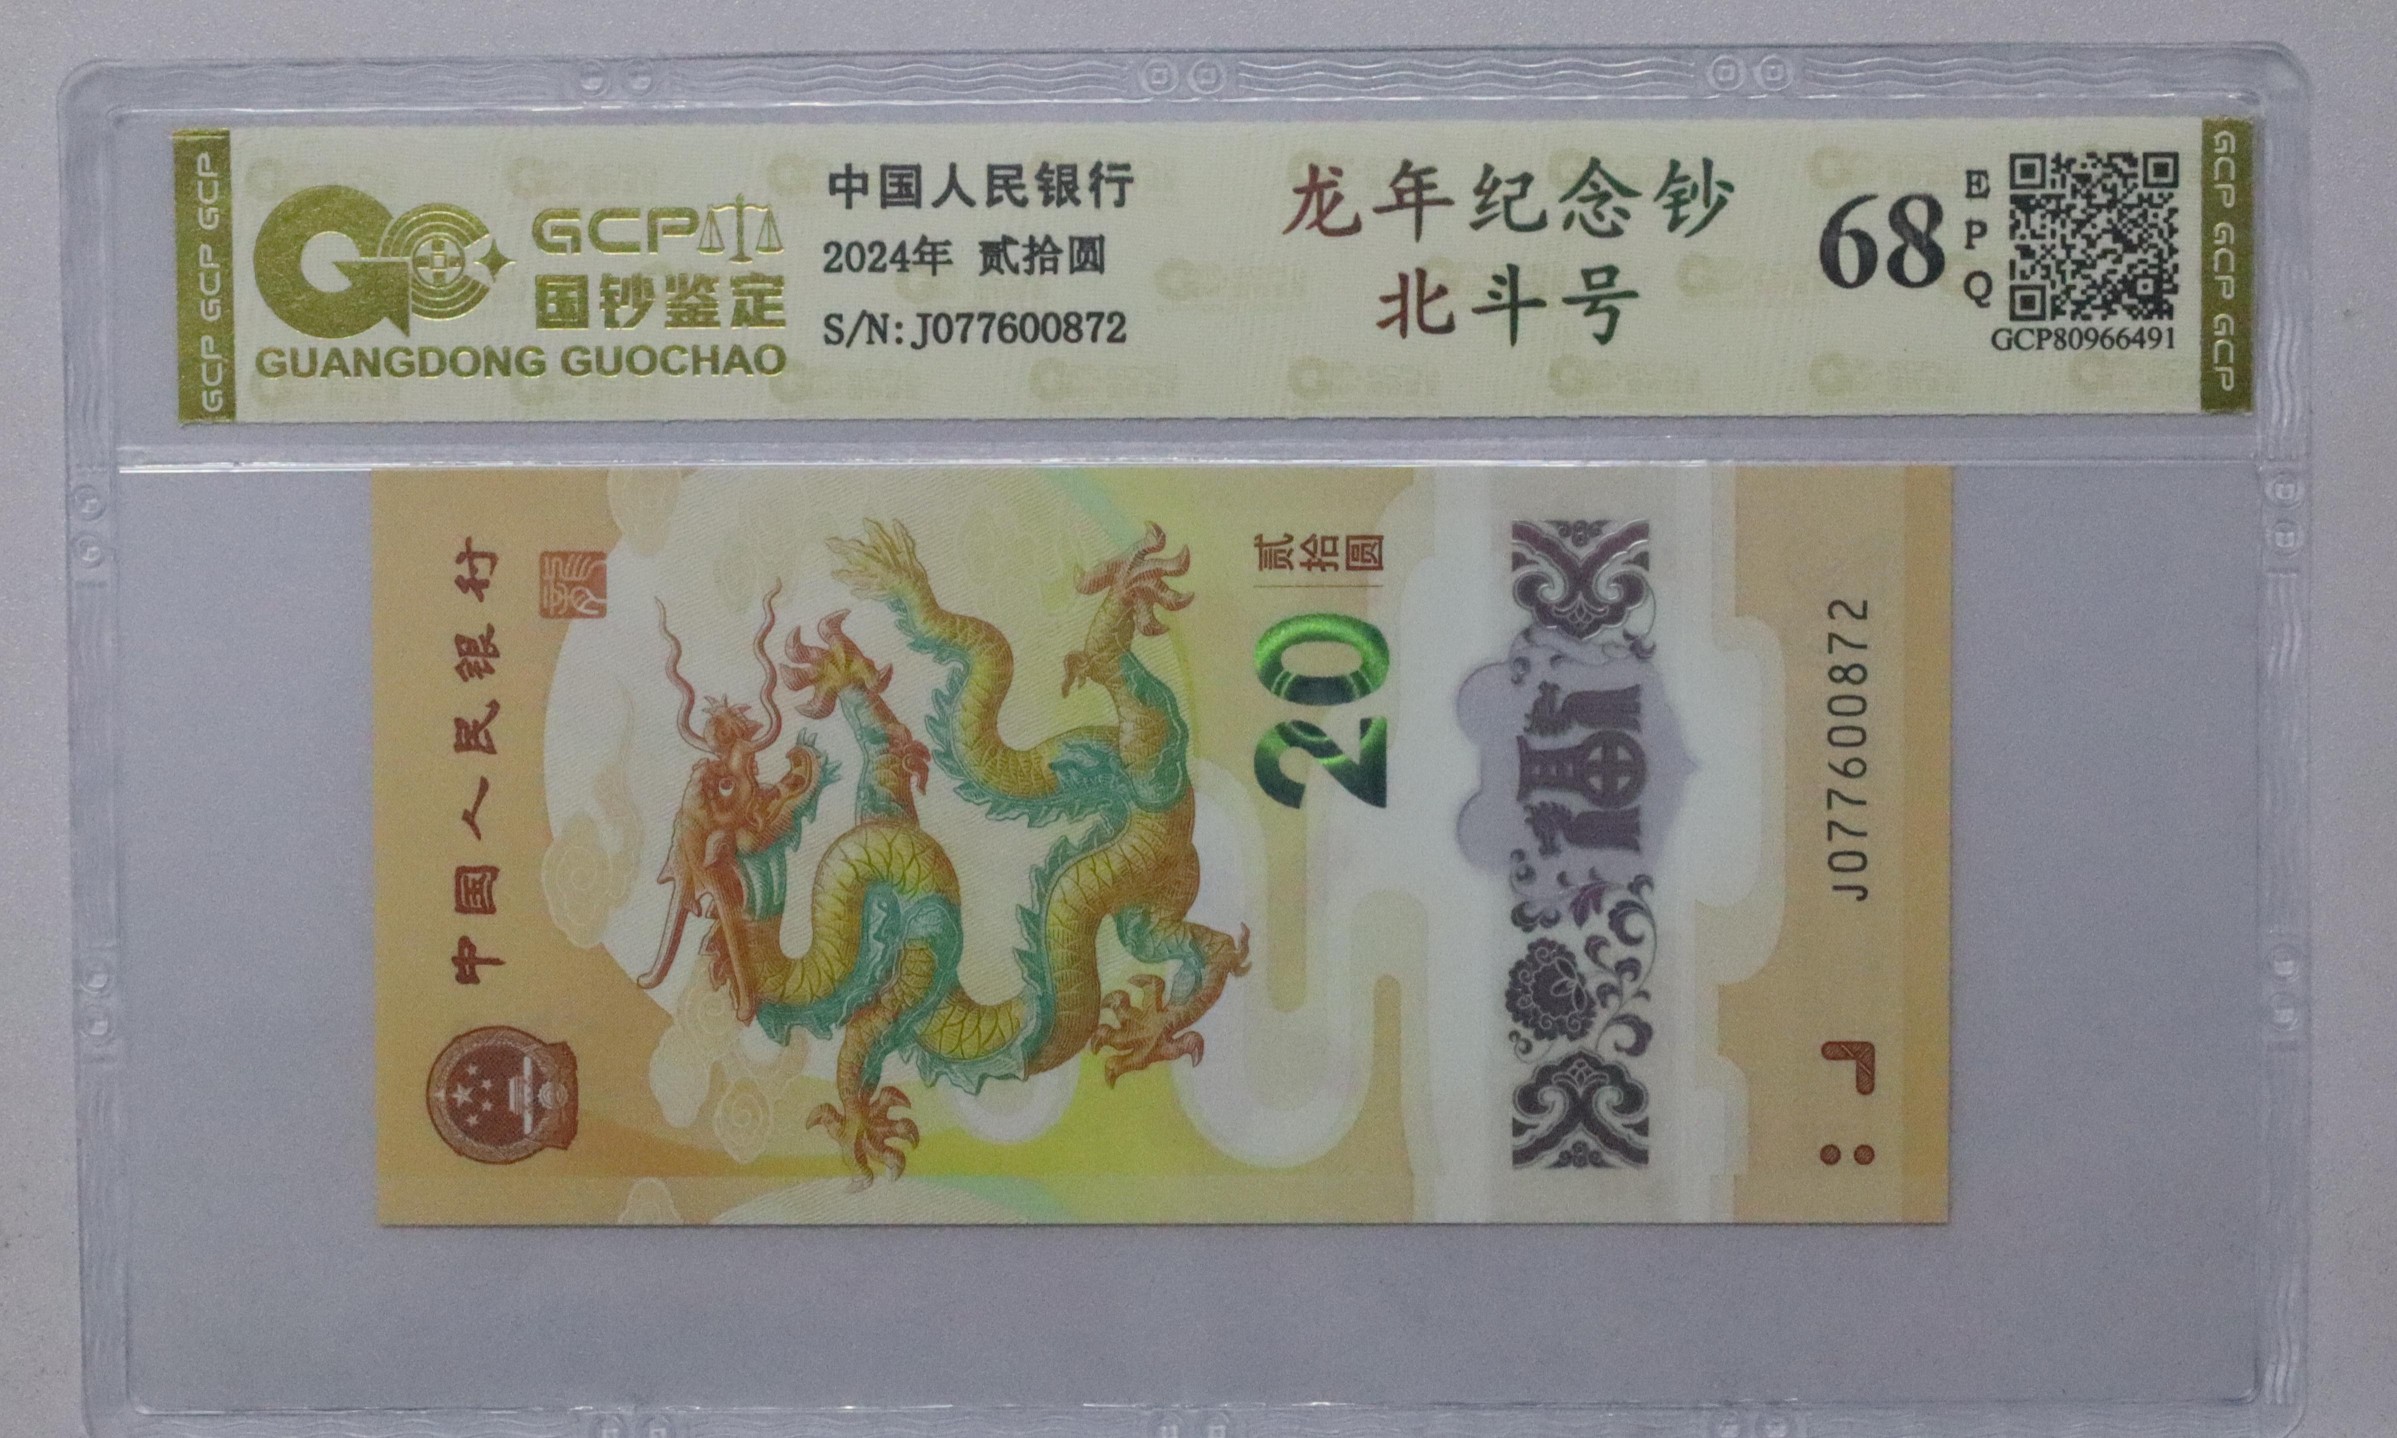 GCP GCP GCP
GCP
国钞鉴定
GUANGDONG GUOCHAO
中国人民银行
2024年 贰拾圆
S/N: J077600872
龙年纪念钞
北斗号
68
EPQ
GCP80966491
GCP GCP GCP
中国人民银行
贰拾圆
20
J077600872